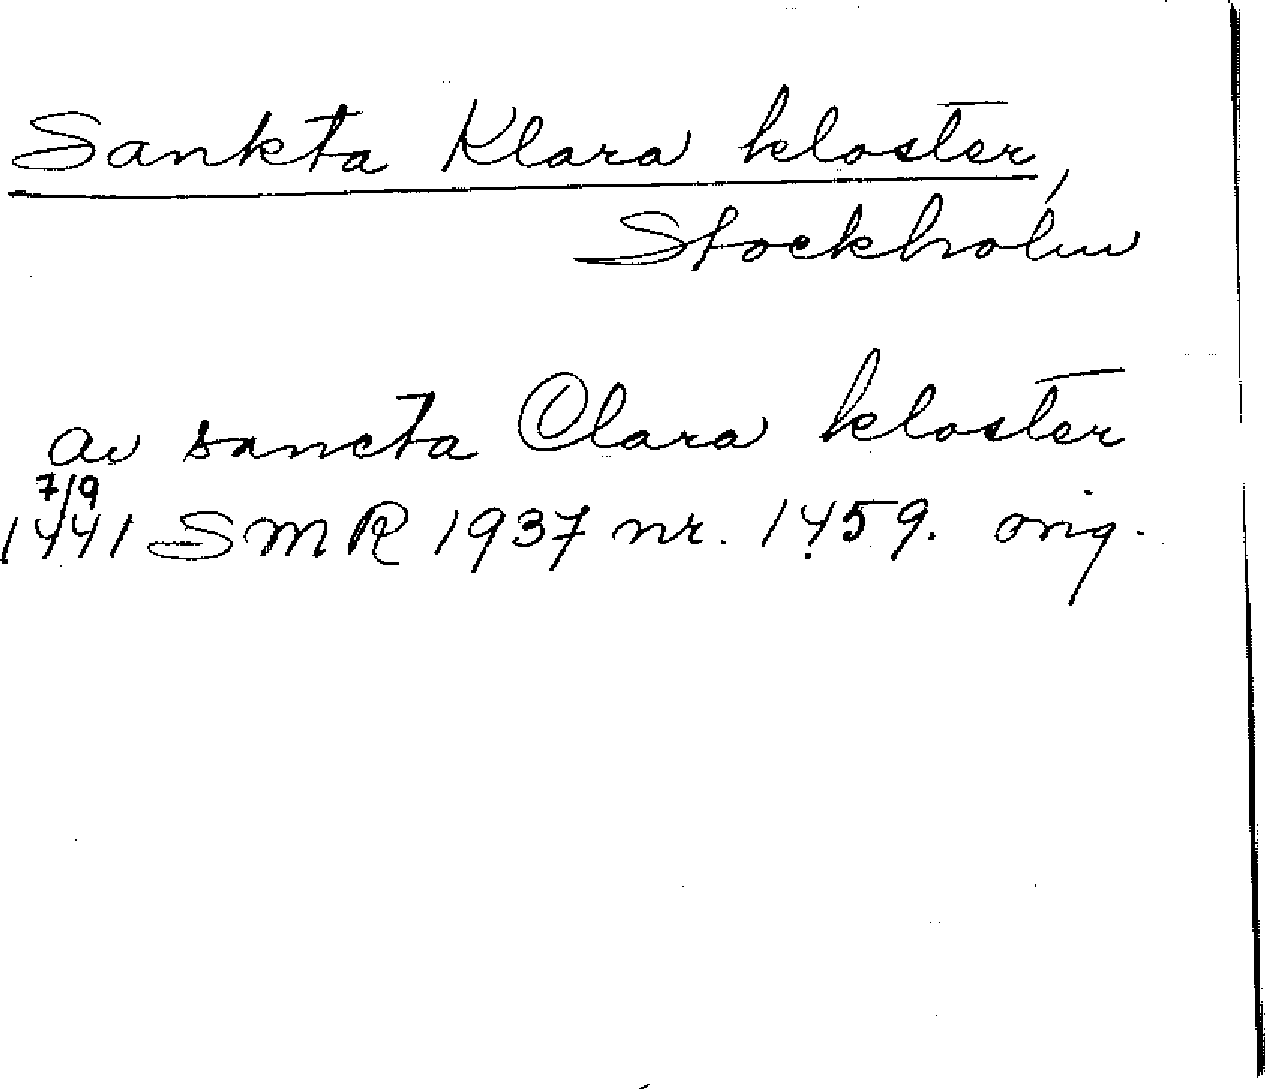 Sankta Klara kloster,
Stockholm
av sancta Clara kloster
7/9
1441 SMR 1937 nr. 1459. orig.